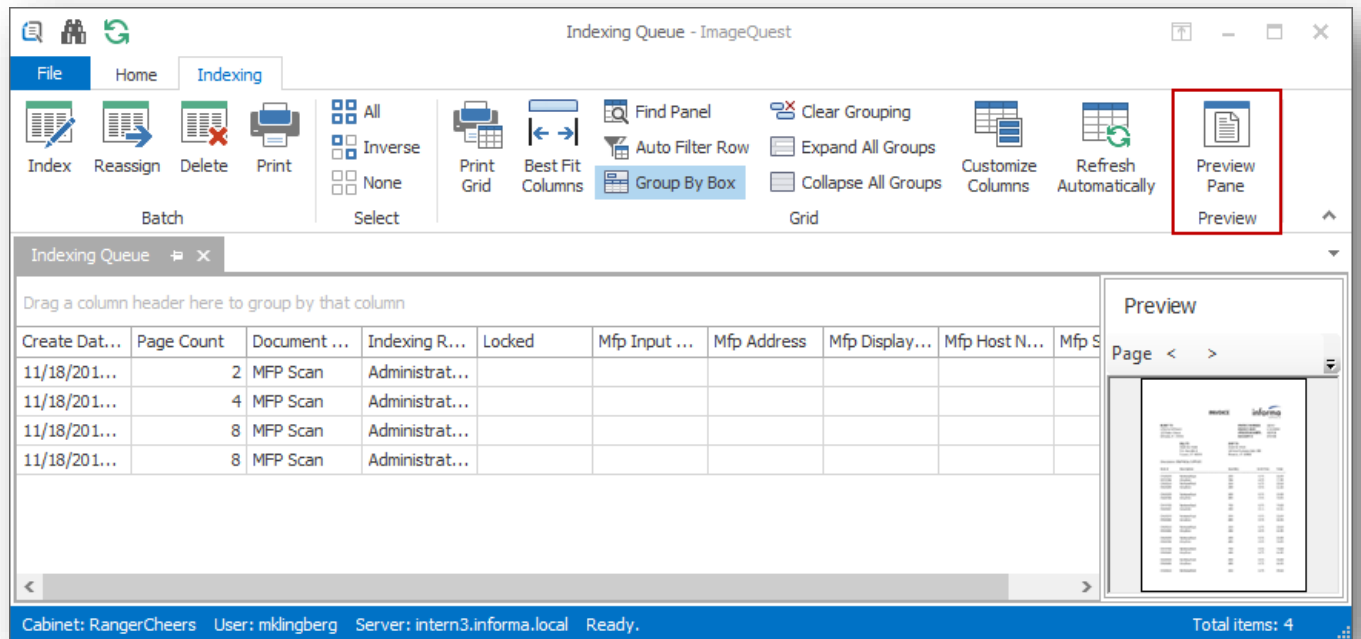 Indexing Queue - ImageQuest
File Home Indexing
Index Reassign Delete Print
Batch
All
Inverse
None
Select
Print Grid
Best Fit Columns
Find Panel
Auto Filter Row
Group By Box
Clear Grouping
Expand All Groups
Collapse All Groups
Customize Columns
Refresh Automatically
Grid
Preview Pane
Preview
Indexing Queue
Drag a column header here to group by that column
Create Dat... Page Count Document ... Indexing R... Locked Mfp Input ... Mfp Address Mfp Display... Mfp Host N... Mfp S
11/18/201... 2 MFP Scan Administrat...
11/18/201... 4 MFP Scan Administrat...
11/18/201... 8 MFP Scan Administrat...
11/18/201... 8 MFP Scan Administrat...
Preview
Page < >
INVOICE informa
Cabinet: RangerCheers User: mklingberg Server: intern3.informa.local Ready. Total items: 4